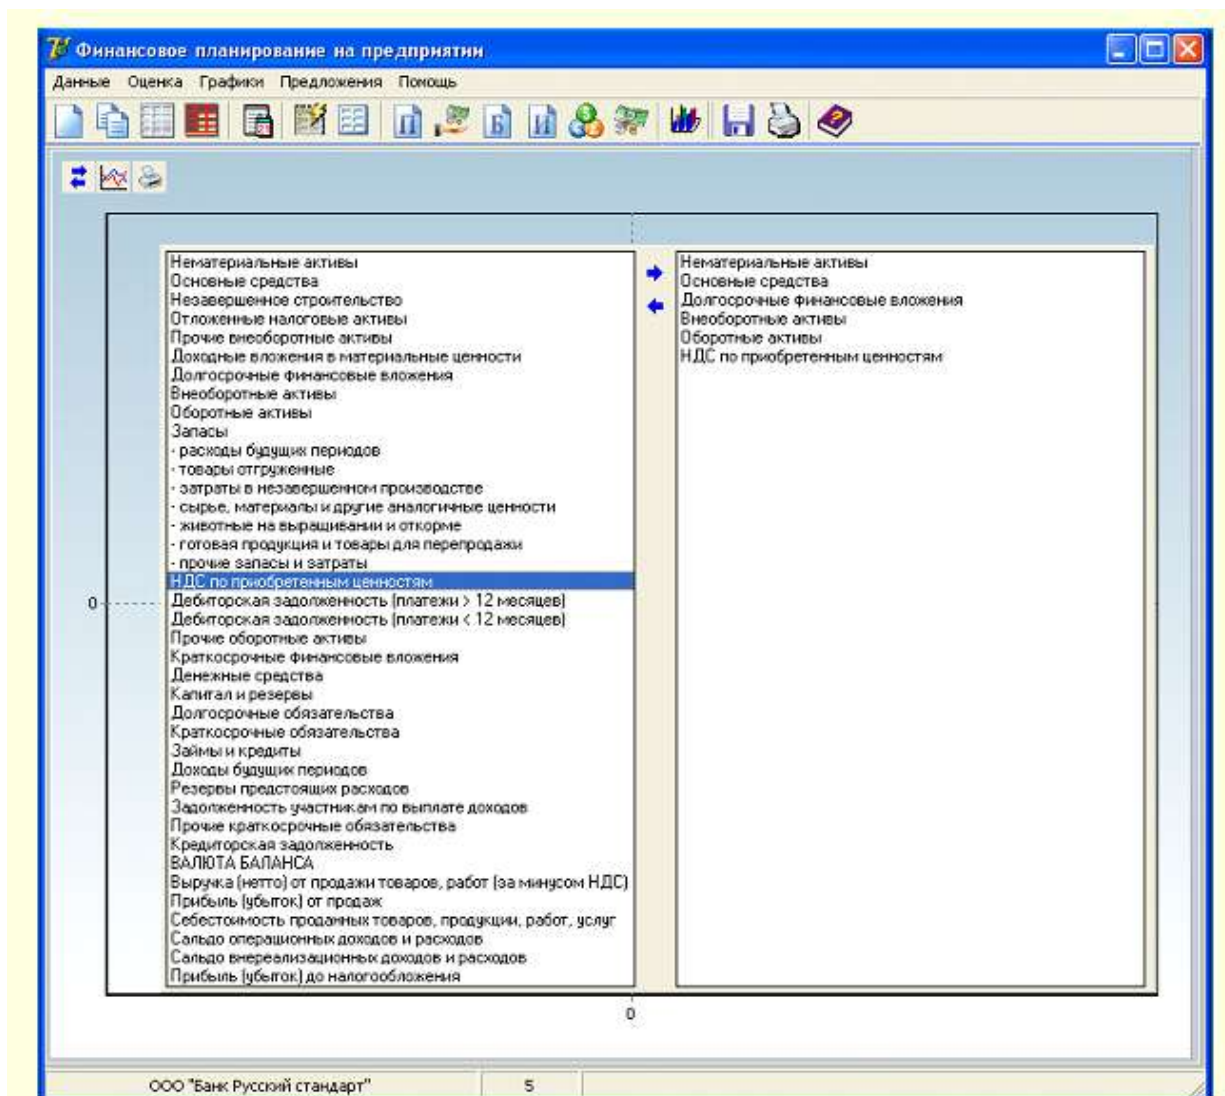 Финансовое планирование на предприятии
Данные Оценка Графики Предложения Помощь
П Б И
Нематериальные активы
Основные средства
Незавершенное строительство
Отложенные налоговые активы
Прочие внеоборотные активы
Доходные вложения в материальные ценности
Долгосрочные финансовые вложения
Внеоборотные активы
Оборотные активы
Запасы
- расходы будущих периодов
- товары отгруженные
- затраты в незавершенном производстве
- сырье, материалы и другие аналогичные ценности
- животные на выращивании и откорме
- готовая продукция и товары для перепродажи
- прочие запасы и затраты
НДС по приобретенным ценностям
Дебиторская задолженность (платежи > 12 месяцев)
Дебиторская задолженность (платежи < 12 месяцев)
Прочие оборотные активы
Краткосрочные финансовые вложения
Денежные средства
Капитал и резервы
Долгосрочные обязательства
Краткосрочные обязательства
Займы и кредиты
Доходы будущих периодов
Резервы предстоящих расходов
Задолженность участникам по выплате доходов
Прочие краткосрочные обязательства
Кредиторская задолженность
ВАЛЮТА БАЛАНСА
Выручка (нетто) от продажи товаров, работ (за минусом НДС)
Прибыль (убыток) от продаж
Себестоимость проданных товаров, продукции, работ, услуг
Сальдо операционных доходов и расходов
Сальдо внереализационных доходов и расходов
Прибыль (убыток) до налогообложения
Нематериальные активы
Основные средства
Долгосрочные финансовые вложения
Внеоборотные активы
Оборотные активы
НДС по приобретенным ценностям
0
0
ООО "Банк Русский стандарт" 5